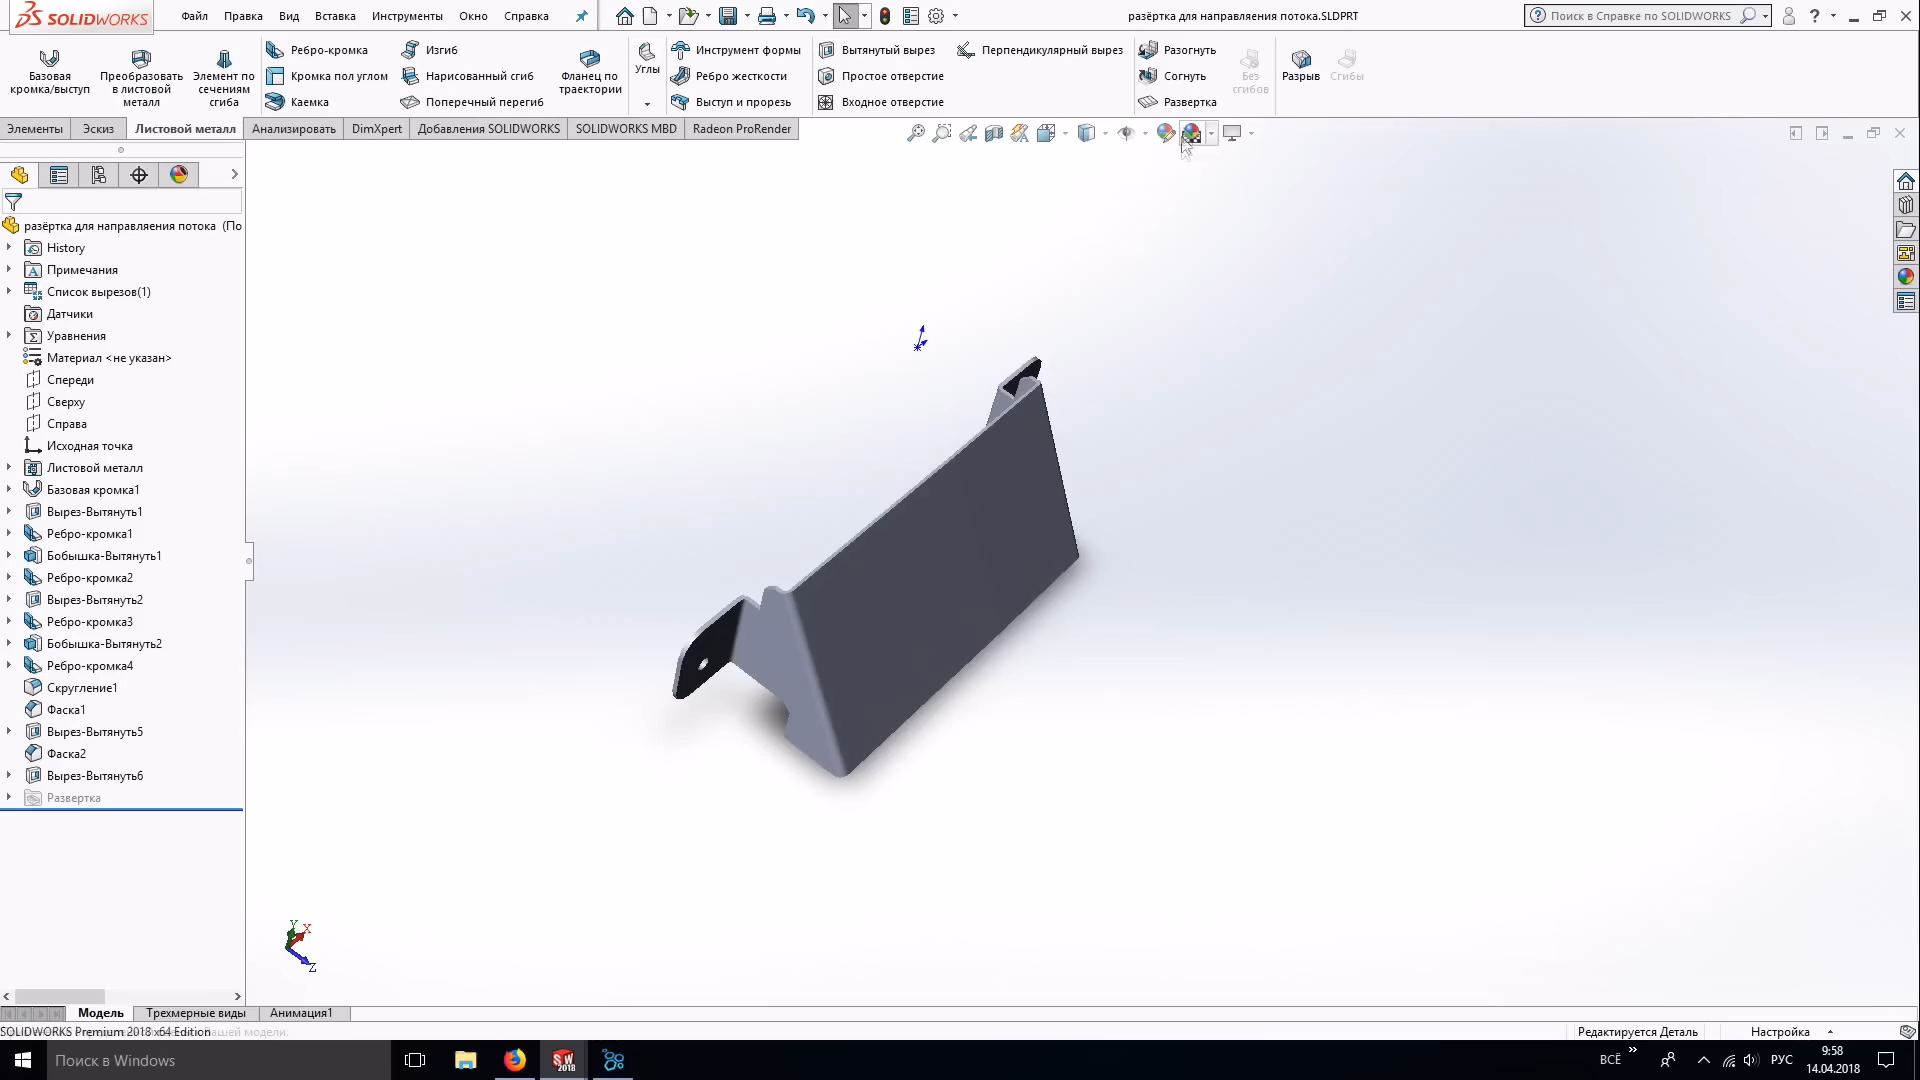 SOLIDWORKS
Файл Правка Вид Вставка Инструменты Окно Справка
разёртка для направляения потока.SLDPRT
Поиск в Справке по SOLIDWORKS
Базовая кромка/выступ
Преобразовать в листовой металл
Элемент по сечениям сгиба
Ребро-кромка
Кромка пол углом
Каемка
Изгиб
Нарисованный сгиб
Поперечный перегиб
Фланец по траектории
Углы
Инструмент формы
Ребро жесткости
Выступ и прорезь
Вытянутый вырез
Простое отверстие
Входное отверстие
Перпендикулярный вырез
Разогнуть
Согнуть
Развертка
Без сгибов
Разрыв
Сгибы
Элементы Эскиз Листовой металл Анализировать DimXpert Добавления SOLIDWORKS SOLIDWORKS MBD Radeon ProRender
разёртка для направляения потока (По
History
Примечания
Список вырезов(1)
Датчики
Уравнения
Материал <не указан>
Спереди
Сверху
Справа
Исходная точка
Листовой металл
Базовая кромка1
Вырез-Вытянуть1
Ребро-кромка1
Бобышка-Вытянуть1
Ребро-кромка2
Вырез-Вытянуть2
Ребро-кромка3
Бобышка-Вытянуть2
Ребро-кромка4
Скругление1
Фаска1
Вырез-Вытянуть5
Фаска2
Вырез-Вытянуть6
Развертка
Y
X
Z
Модель Трехмерные виды Анимация1
SOLIDWORKS Premium 2018 x64 Edition
вашей модели.
Редактируется Деталь
Настройка
Поиск в Windows
SW 2018
ВСЁ
РУС
9:58
14.04.2018